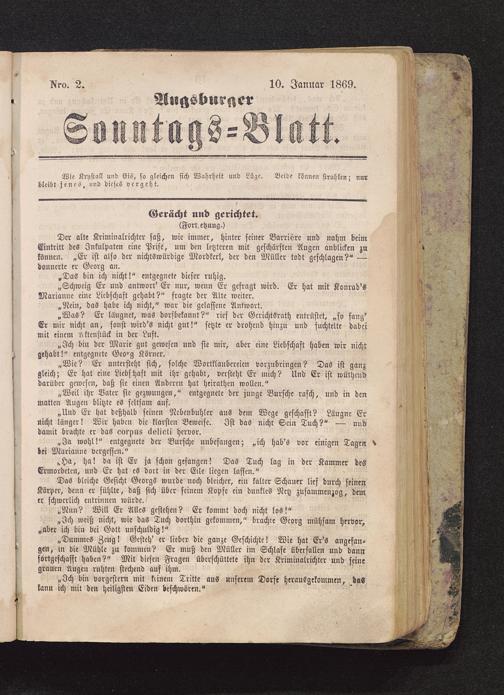 Nro. 2. 10. Januar 1869.
Augsburger
Sonntags=Blatt.
Wie Krystall und Eis, so gleichen sich Wahrheit und Lüge. Beide können strahlen; nur
bleibt jenes, und dieses vergeht.
Gerächt und gerichtet.
(Fortsetzung.)
Der alte Kriminalrichter saß, wie immer, hinter seiner Barrière und nahm beim
Eintritt des Inkulpaten eine Prise, um den letzteren mit geschärften Augen anblicken zu
können. „Er ist also der nichtswürdige Mordkerl, der den Müller todt geschlagen?“ —
donnerte er Georg an.
„Das bin ich nicht!“ entgegnete dieser ruhig.
„Schweig Er und antwort' Er nur, wenn Er gefragt wird. Er hat mit Konrad's
Marianne eine Liebschaft gehabt?“ fragte der Alte weiter.
„Nein, das habe ich nicht,“ war die gelassene Antwort.
„Was? Er läugnet, was dorfbekannt?“ rief der Gerichtsrath entrüstet, „so fang'
Er mir nicht an, sonst wird's nicht gut!“ setzte er drohend hinzu und fuchtelte dabei
mit einem Aktenstück in der Luft.
„Ich bin der Marie gut gewesen und sie mir, aber eine Liebschaft haben wir nicht
gehabt!“ entgegnete Georg Körner.
„Wie? Er untersteht sich, solche Wortklaubereien vorzubringen? Das ist ganz
gleich; Er hat eine Liebschaft mit ihr gehabt, versteht Er mich? Und Er ist wüthend
darüber gewesen, daß sie einen Anderen hat heirathen wollen.“
„Weil ihr Vater sie gezwungen,“ entgegnete der junge Bursche rasch, und in den
matten Augen blitzte es seltsam auf.
„Und Er hat deßhalb seinen Nebenbuhler aus dem Wege geschafft? Läugne Er
nicht länger! Wir haben die klarsten Beweise. Ist das nicht Sein Tuch?“ — und
damit brachte er das corpus delicti hervor.
„Ja wohl!“ entgegnete der Bursche unbefangen; „ich hab's vor einigen Tagen
bei Marianne vergessen.“
„Ha, ha! da ist Er ja schon gefangen! Das Tuch lag in der Kammer des
Ermordeten, und Er hat es dort in der Eile liegen lassen.“
Das bleiche Gesicht Georgs wurde noch bleicher, ein kalter Schauer lief durch seinen
Körper, denn er fühlte, daß sich über seinem Kopfe ein dunkles Netz zusammenzog, dem
er schwerlich entrinnen würde.
„Nun? Will Er Alles gestehen? Er kommt doch nicht los!“
„Ich weiß nicht, wie das Tuch dorthin gekommen,“ brachte Georg mühsam hervor,
„aber ich bin bei Gott unschuldig!“
„Dummes Zeug! Gesteh' er lieber die ganze Geschichte! Wie hat Er's angefan-
gen, in die Mühle zu kommen? Er muß den Müller im Schlafe überfallen und dann
fortgeschafft haben?“ Mit diesen Fragen überschüttete ihn der Kriminalrichter und seine
grauen Augen ruhten stechend auf ihm.
„Ich bin vorgestern mit keinem Tritte aus unserem Dorfe herausgekommen, das
kann ich mit den heiligsten Eiden beschwören.“